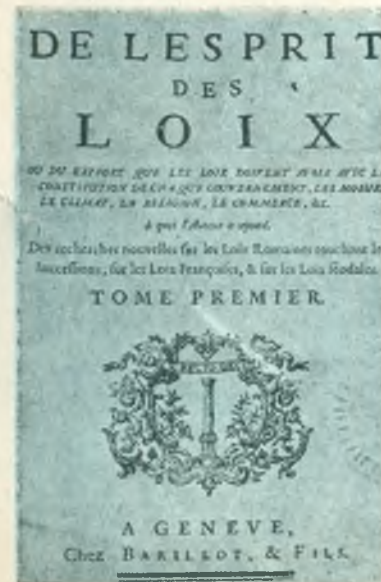 DE LESPRIT
DES
LOIX
OU DU RAPPORT QUE LES LOIX DOIVENT AVOIR AVEC LA
CONSTITUTION DE CHAQUE GOUVERNEMENT, LES MOEURS
LE CLIMAT, LA RELIGION, LE COMMERCE, &c.
à quoi l'Auteur a ajouté.
Des recherches nouvelles sur les Loix Romaines touchant les
Successions, sur les Loix Françoises, & sur les Loix Féodales.
TOME PREMIER.
A GENEVE,
Chez BARILLOT, & FILS.